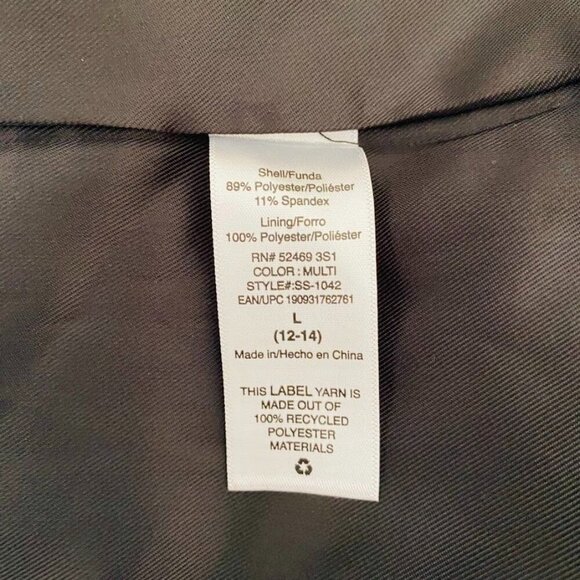 Shell/Funda
89% Polyester/Poliéster
11% Spandex
Lining/Forro
100% Polyester/Poliéster
RN# 52469 3S1
COLOR : MULTI
STYLE#:SS-1042
EAN/UPC 190931762761
L
(12-14)
Made in/Hecho en China
THIS LABEL YARN IS
MADE OUT OF
100% RECYCLED
POLYESTER
MATERIALS